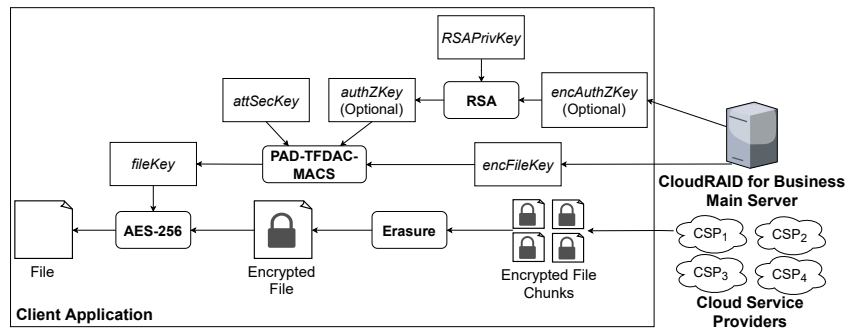 RSAPrivKey
attSecKey
authZKey
(Optional)
RSA
encAuthZKey
(Optional)
fileKey
PAD-TFDAC-
MACS
encFileKey
CloudRAID for Business
Main Server
AES-256
Erasure
File
Encrypted
File
Encrypted File
Chunks
CSP1
CSP2
CSP3
CSP4
Cloud Service
Providers
Client Application